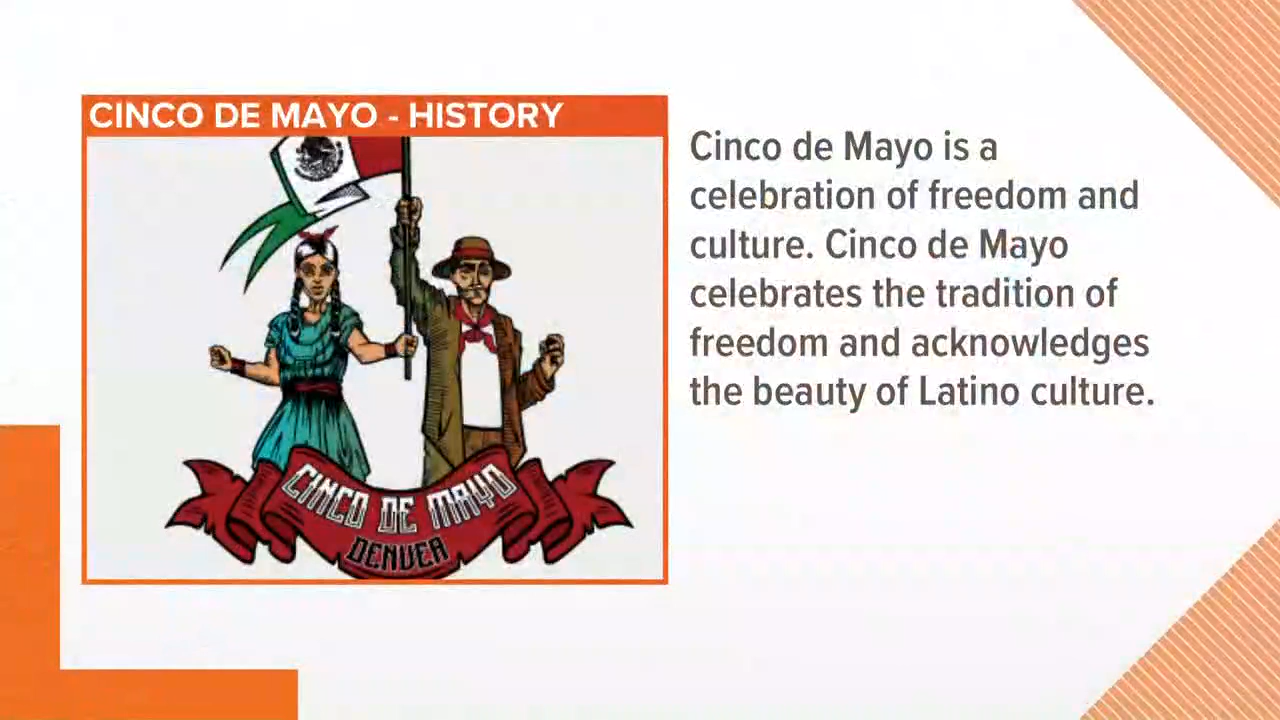 CINCO DE MAYO - HISTORY
CINCO DE MAYO
DENVER
Cinco de Mayo is a
celebration of freedom and
culture. Cinco de Mayo
celebrates the tradition of
freedom and acknowledges
the beauty of Latino culture.